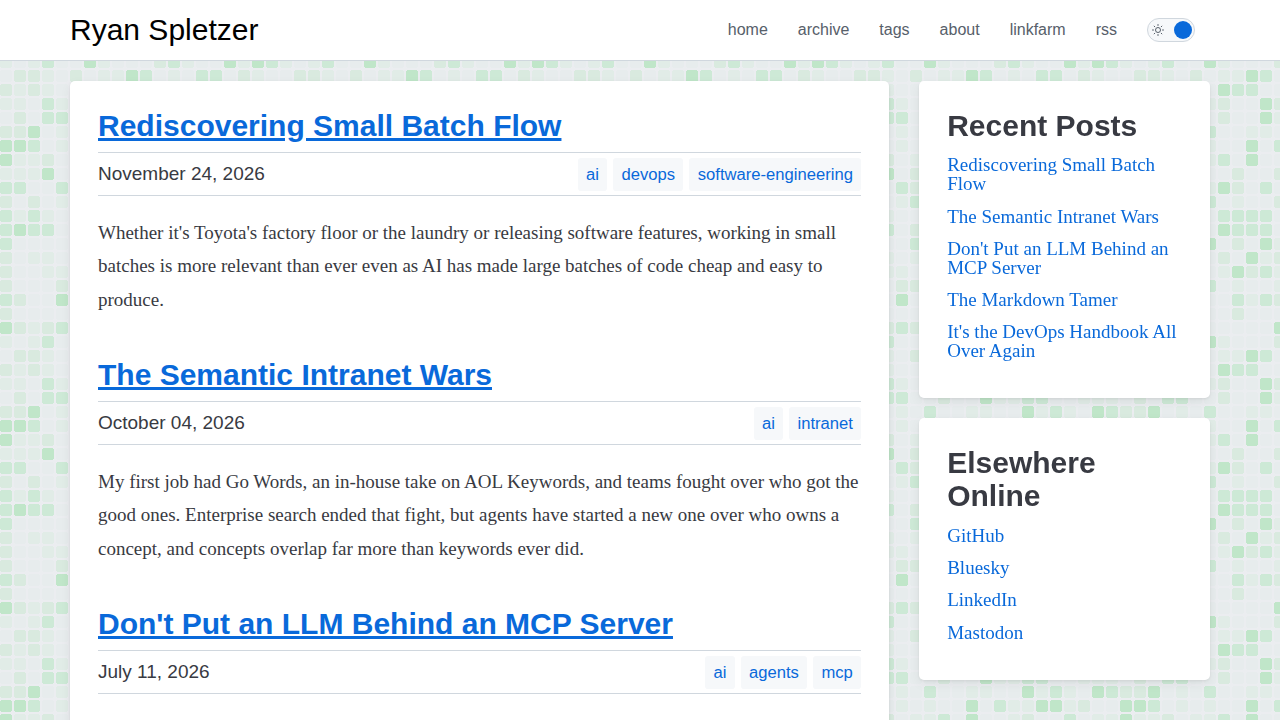 Ryan Spletzer
home archive tags about linkfarm rss
Rediscovering Small Batch Flow
November 24, 2026 ai devops software-engineering
Whether it's Toyota's factory floor or the laundry or releasing software features, working in small
batches is more relevant than ever even as AI has made large batches of code cheap and easy to
produce.
The Semantic Intranet Wars
October 04, 2026 ai intranet
My first job had Go Words, an in-house take on AOL Keywords, and teams fought over who got the
good ones. Enterprise search ended that fight, but agents have started a new one over who owns a
concept, and concepts overlap far more than keywords ever did.
Don't Put an LLM Behind an MCP Server
July 11, 2026 ai agents mcp
Recent Posts
Rediscovering Small Batch
Flow
The Semantic Intranet Wars
Don't Put an LLM Behind an
MCP Server
The Markdown Tamer
It's the DevOps Handbook All
Over Again
Elsewhere
Online
GitHub
Bluesky
LinkedIn
Mastodon